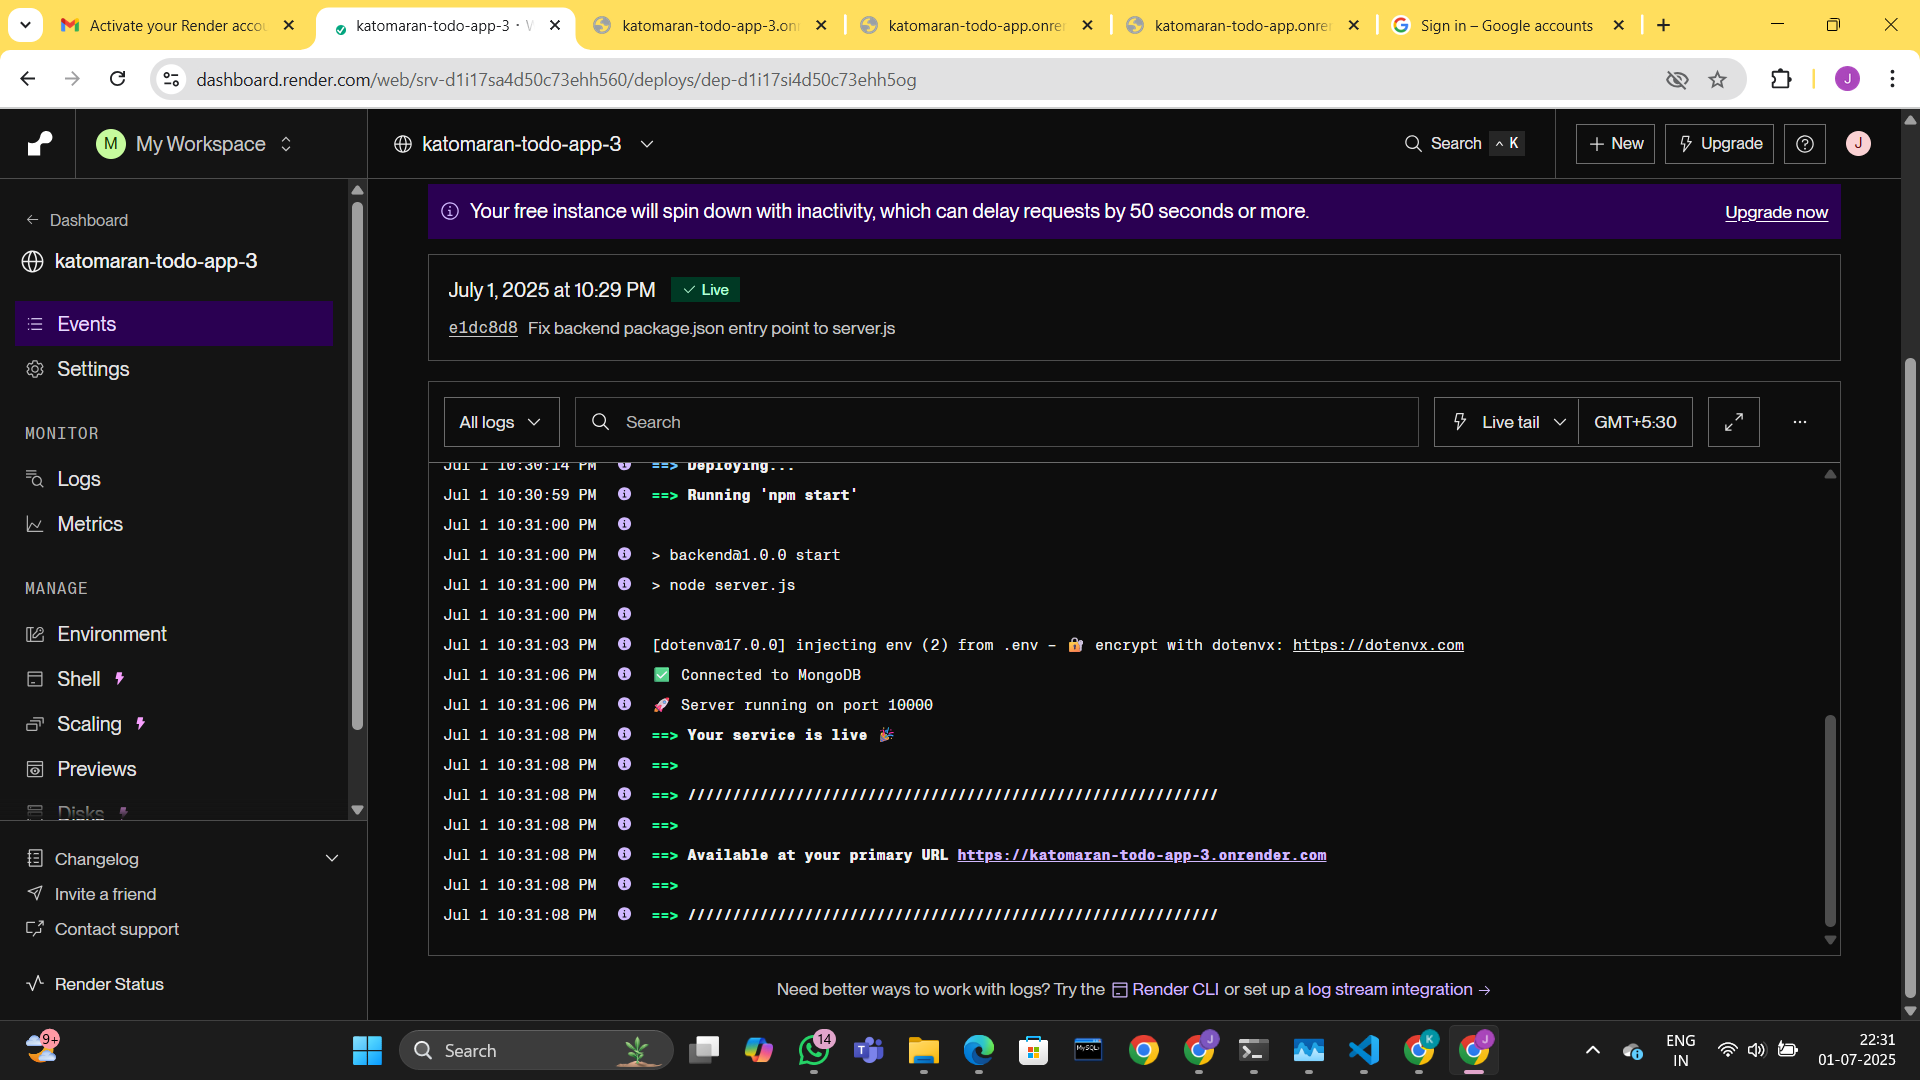 Activate your Render accou
katomaran-todo-app-3 · W
katomaran-todo-app-3.onr
katomaran-todo-app.onren
katomaran-todo-app.onren
Sign in – Google accounts
dashboard.render.com/web/srv-d1i17sa4d50c73ehh560/deploys/dep-d1i17si4d50c73ehh5og
J
M
My Workspace
katomaran-todo-app-3
Search
^ K
+ New
Upgrade
J
Dashboard
katomaran-todo-app-3
Events
Settings
MONITOR
Logs
Metrics
MANAGE
Environment
Shell
Scaling
Previews
Disks
Changelog
Invite a friend
Contact support
Render Status
Your free instance will spin down with inactivity, which can delay requests by 50 seconds or more.
Upgrade now
July 1, 2025 at 10:29 PM
Live
e1dc8d8 Fix backend package.json entry point to server.js
All logs
Search
Live tail
GMT+5:30
Jul 1 10:30:14 PM ==> Deploying...
Jul 1 10:30:59 PM ==> Running 'npm start'
Jul 1 10:31:00 PM
Jul 1 10:31:00 PM > backend@1.0.0 start
Jul 1 10:31:00 PM > node server.js
Jul 1 10:31:00 PM
Jul 1 10:31:03 PM [dotenv@17.0.0] injecting env (2) from .env – 🔐 encrypt with dotenvx: https://dotenvx.com
Jul 1 10:31:06 PM ✅ Connected to MongoDB
Jul 1 10:31:06 PM 🚀 Server running on port 10000
Jul 1 10:31:08 PM ==> Your service is live 🎉
Jul 1 10:31:08 PM ==>
Jul 1 10:31:08 PM ==> ///////////////////////////////////////////////////////////
Jul 1 10:31:08 PM ==>
Jul 1 10:31:08 PM ==> Available at your primary URL https://katomaran-todo-app-3.onrender.com
Jul 1 10:31:08 PM ==>
Jul 1 10:31:08 PM ==> ///////////////////////////////////////////////////////////
Need better ways to work with logs? Try the Render CLI or set up a log stream integration →
9+
Search
14
MySQL
J
K
J
ENG
IN
22:31
01-07-2025